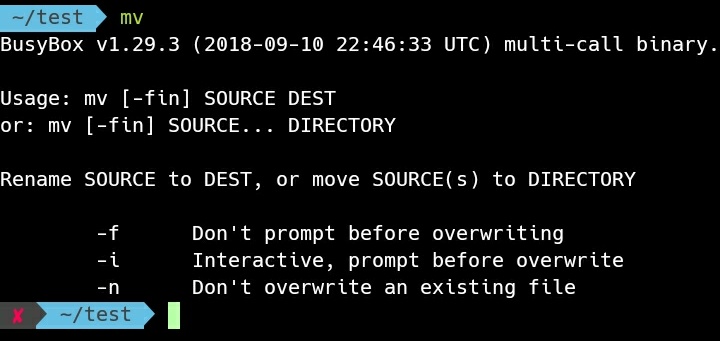 ~/test mv
BusyBox v1.29.3 (2018-09-10 22:46:33 UTC) multi-call binary.
Usage: mv [-fin] SOURCE DEST
or: mv [-fin] SOURCE... DIRECTORY
Rename SOURCE to DEST, or move SOURCE(s) to DIRECTORY
-f Don't prompt before overwriting
-i Interactive, prompt before overwrite
-n Don't overwrite an existing file
✘ ~/test